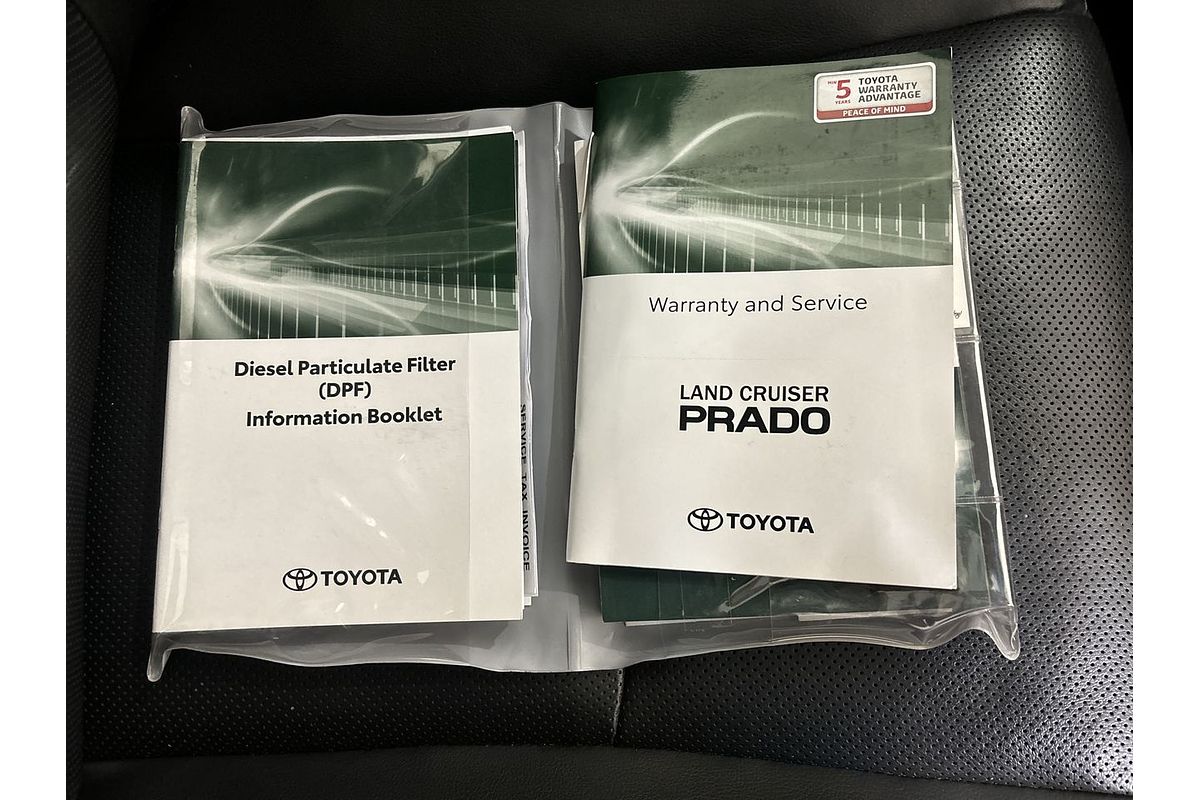 Diesel Particulate Filter
(DPF)
Information Booklet
TOYOTA
SERVICE TAX INVOICE
MIN 5 YEARS
TOYOTA
WARRANTY
ADVANTAGE
PEACE OF MIND
Warranty and Service
LAND CRUISER
PRADO
TOYOTA